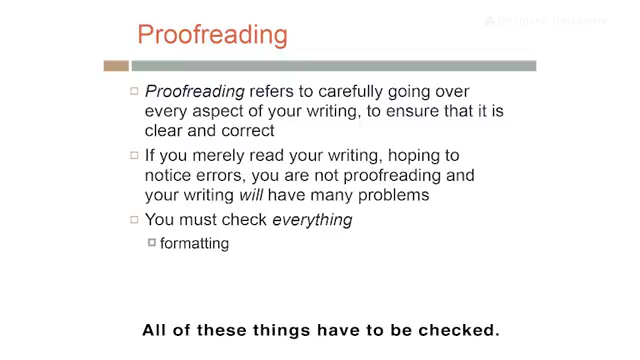 Proofreading
Proofreading refers to carefully going over
every aspect of your writing, to ensure that it is
clear and correct
If you merely read your writing, hoping to
notice errors, you are not proofreading and
your writing will have many problems
You must check everything
formatting
All of these things have to be checked.